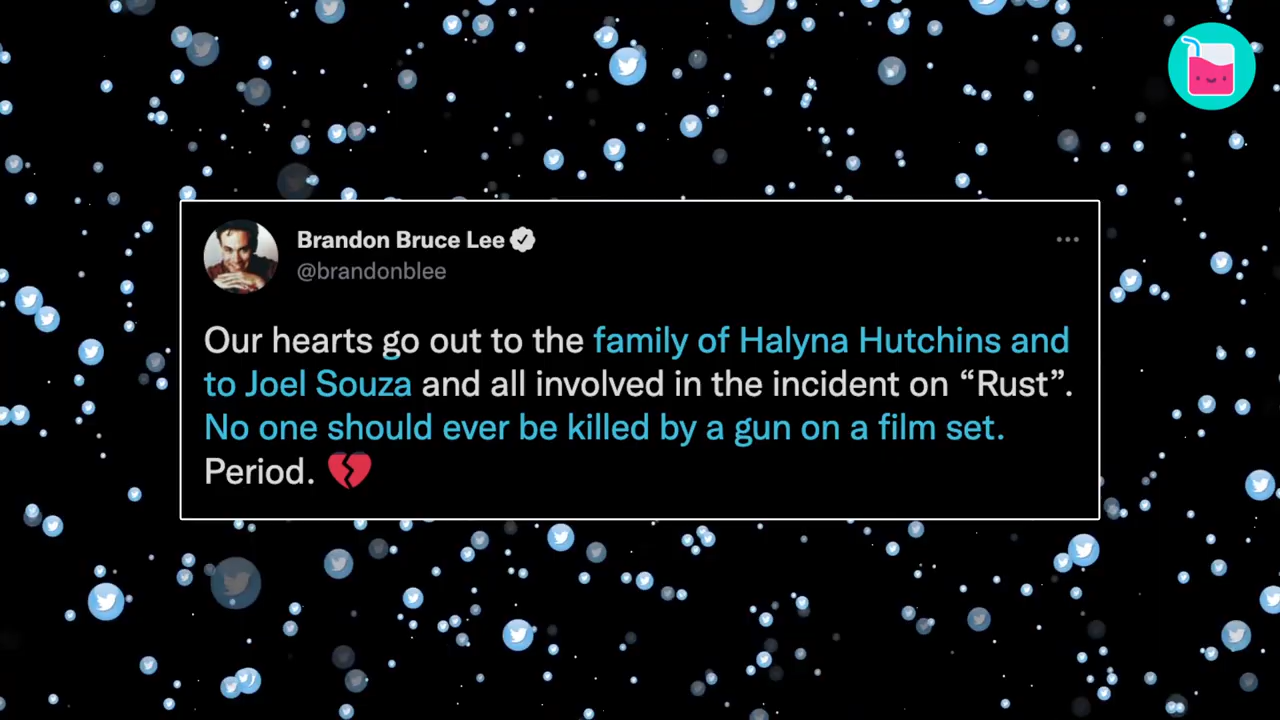 Brandon Bruce Lee
@brandonblee
Our hearts go out to the family of Halyna Hutchins and
to Joel Souza and all involved in the incident on “Rust”.
No one should ever be killed by a gun on a film set.
Period. 💔